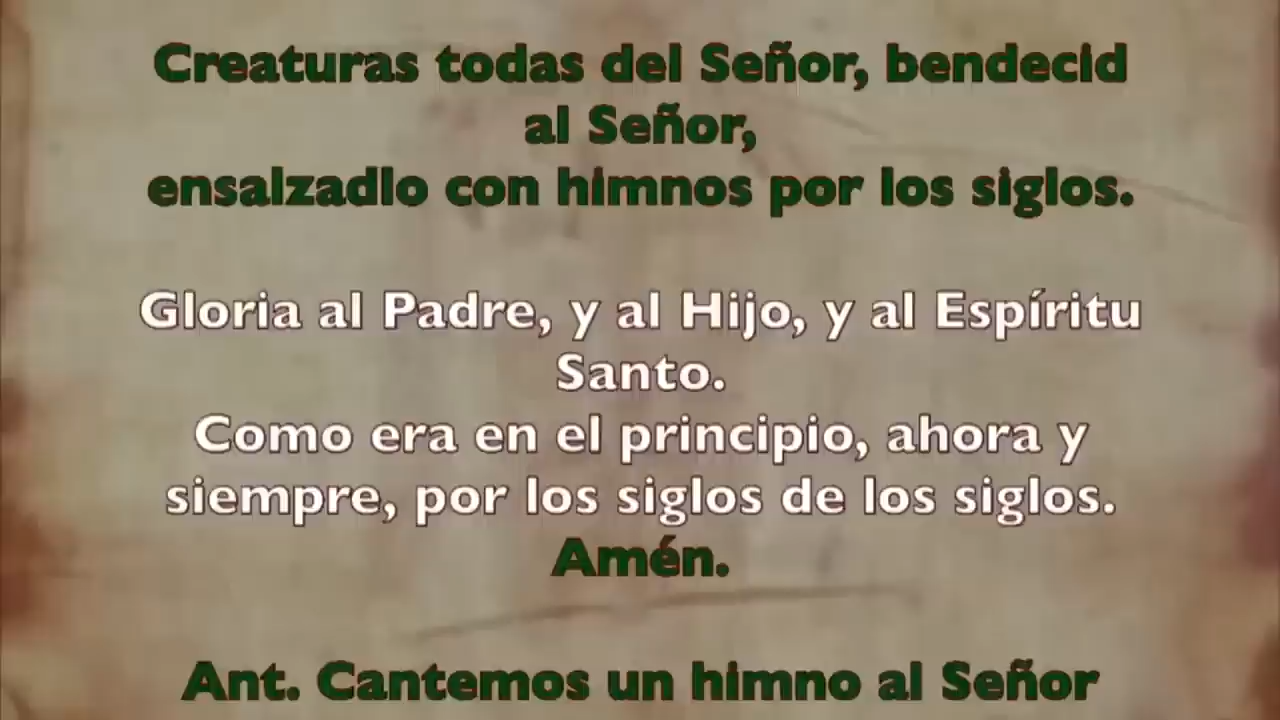 Creaturas todas del Señor, bendecid
al Señor,
ensalzadlo con himnos por los siglos.
Gloria al Padre, y al Hijo, y al Espíritu
Santo.
Como era en el principio, ahora y
siempre, por los siglos de los siglos.
Amén.
Ant. Cantemos un himno al Señor